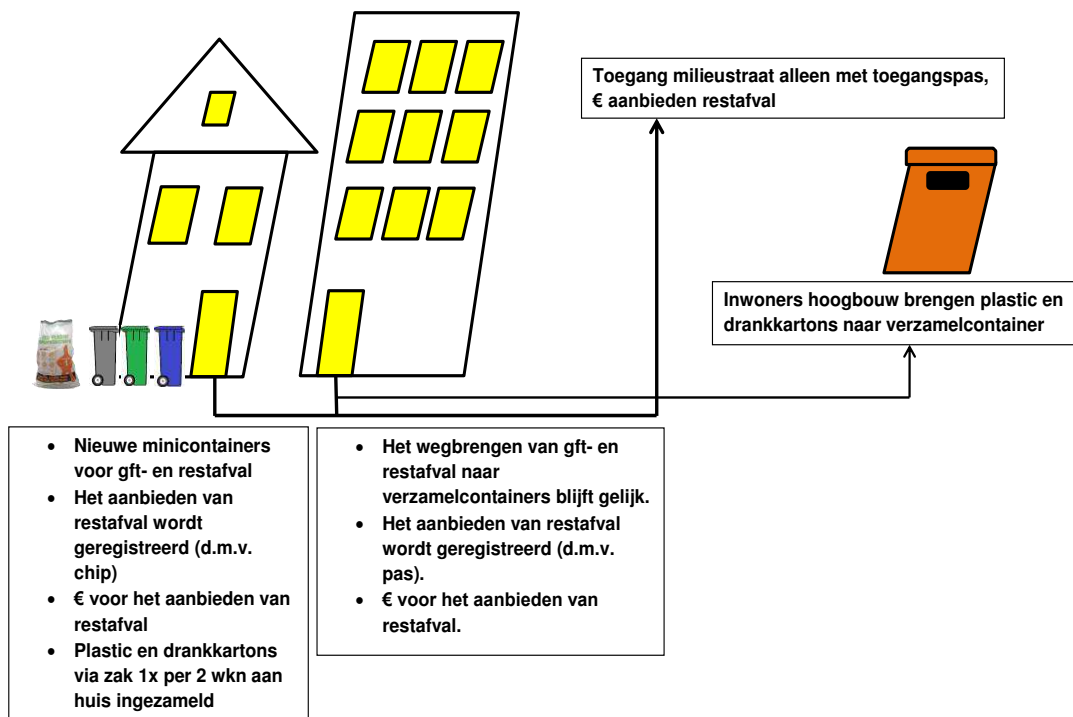 Toegang milieustraat alleen met toegangspas,
€ aanbieden restafval
Inwoners hoogbouw brengen plastic en
drankkartons naar verzamelcontainer
• Nieuwe minicontainers
voor gft- en restafval
• Het aanbieden van
restafval wordt
geregistreerd (d.m.v.
chip)
• € voor het aanbieden van
restafval
• Plastic en drankkartons
via zak 1x per 2 wkn aan
huis ingezameld
• Het wegbrengen van gft- en
restafval naar
verzamelcontainers blijft gelijk.
• Het aanbieden van restafval
wordt geregistreerd (d.m.v.
pas).
• € voor het aanbieden van
restafval.